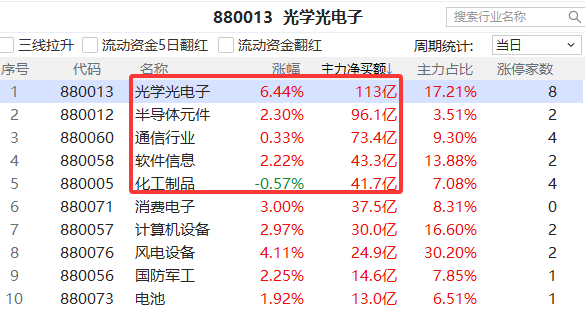 880013 光学光电子 搜索行业名称
三线拉升 流动资金5日翻红 流动资金翻红 周期统计: 当日
序号 代码 名称 涨幅 主力净买额↓ 主力占比 涨停家数
1 880013 光学光电子 6.44% 113亿 17.21% 8
2 880012 半导体元件 2.30% 96.1亿 3.51% 2
3 880060 通信行业 0.33% 73.4亿 9.30% 4
4 880058 软件信息 2.22% 43.3亿 13.88% 2
5 880005 化工制品 -0.57% 41.7亿 7.08% 4
6 880071 消费电子 3.00% 37.5亿 8.31% 0
7 880057 计算机设备 2.97% 30.0亿 16.60% 2
8 880076 风电设备 4.11% 24.9亿 30.20% 2
9 880056 国防军工 2.25% 14.6亿 7.85% 1
10 880073 电池 1.92% 13.0亿 6.51% 1